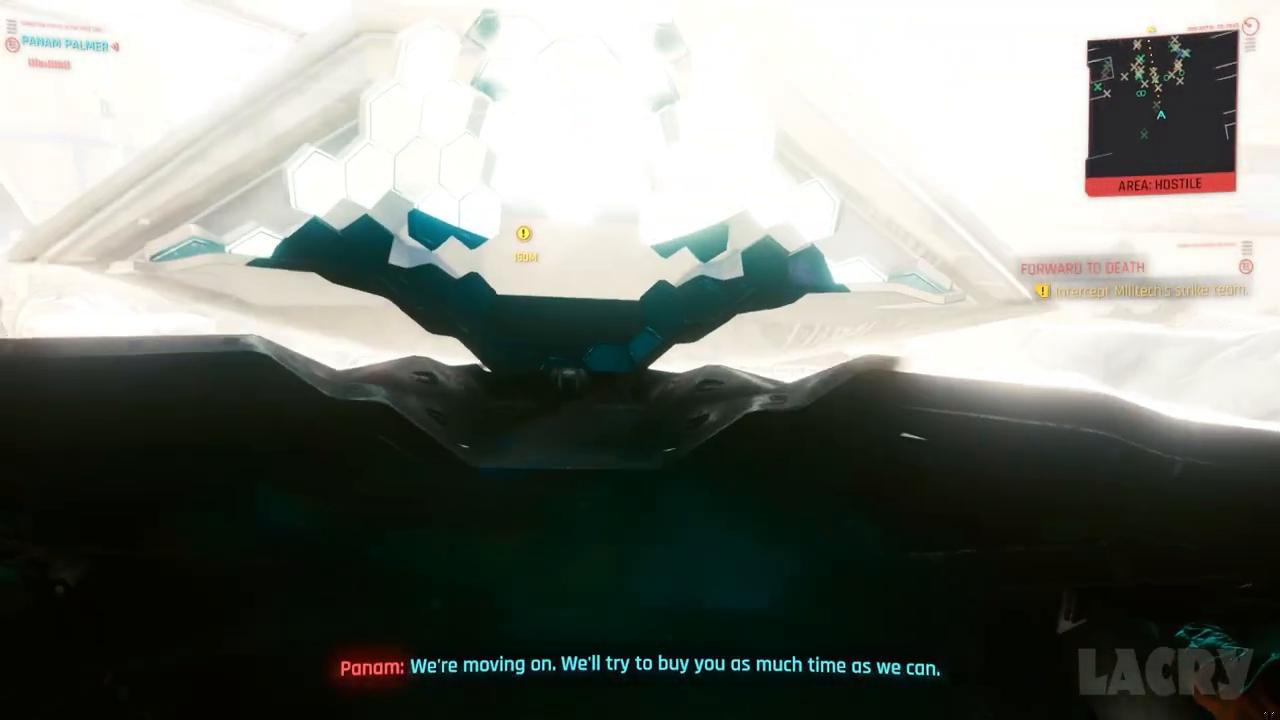 PANAM PALMER
AREA: HOSTILE
160M
FORWARD TO DEATH
Intercept Militech's strike team.
Panam: We're moving on. We'll try to buy you as much time as we can.
LACRY